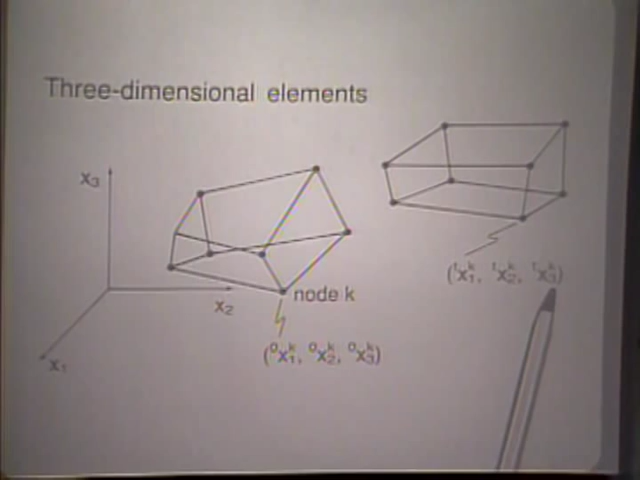 Three-dimensional elements
X₃
X₂
X₁
node k
(⁰x₁ᵏ, ⁰x₂ᵏ, ⁰x₃ᵏ)
(ᵗx₁ᵏ, ᵗx₂ᵏ, ᵗx₃ᵏ)